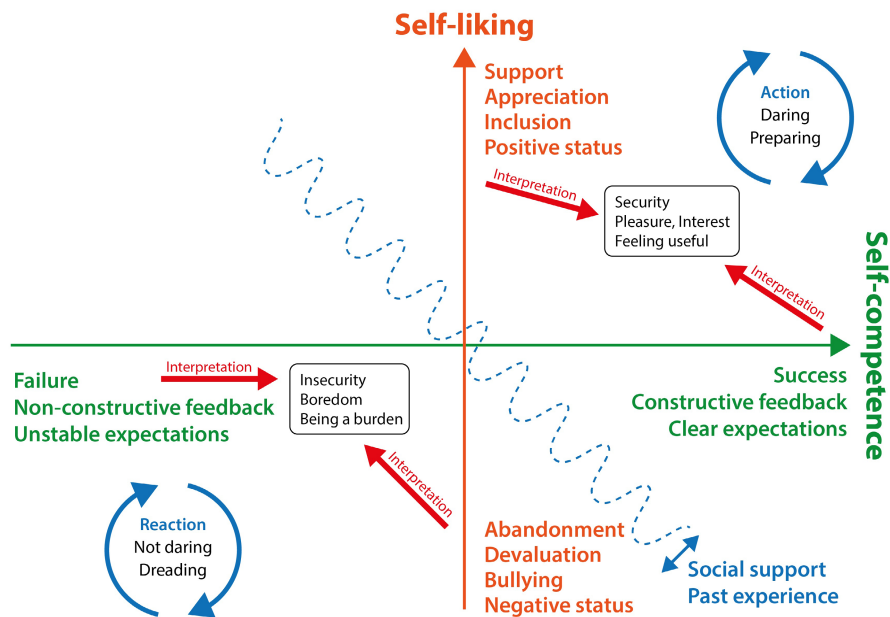 Self-liking
Support
Appreciation
Inclusion
Positive status
Action
Daring
Preparing
Interpretation
Security
Pleasure, Interest
Feeling useful
Interpretation
Self-competence
Interpretation
Insecurity
Boredom
Being a burden
Failure
Non-constructive feedback
Unstable expectations
Success
Constructive feedback
Clear expectations
Interpretation
Reaction
Not daring
Dreading
Abandonment
Devaluation
Bullying
Negative status
Social support
Past experience